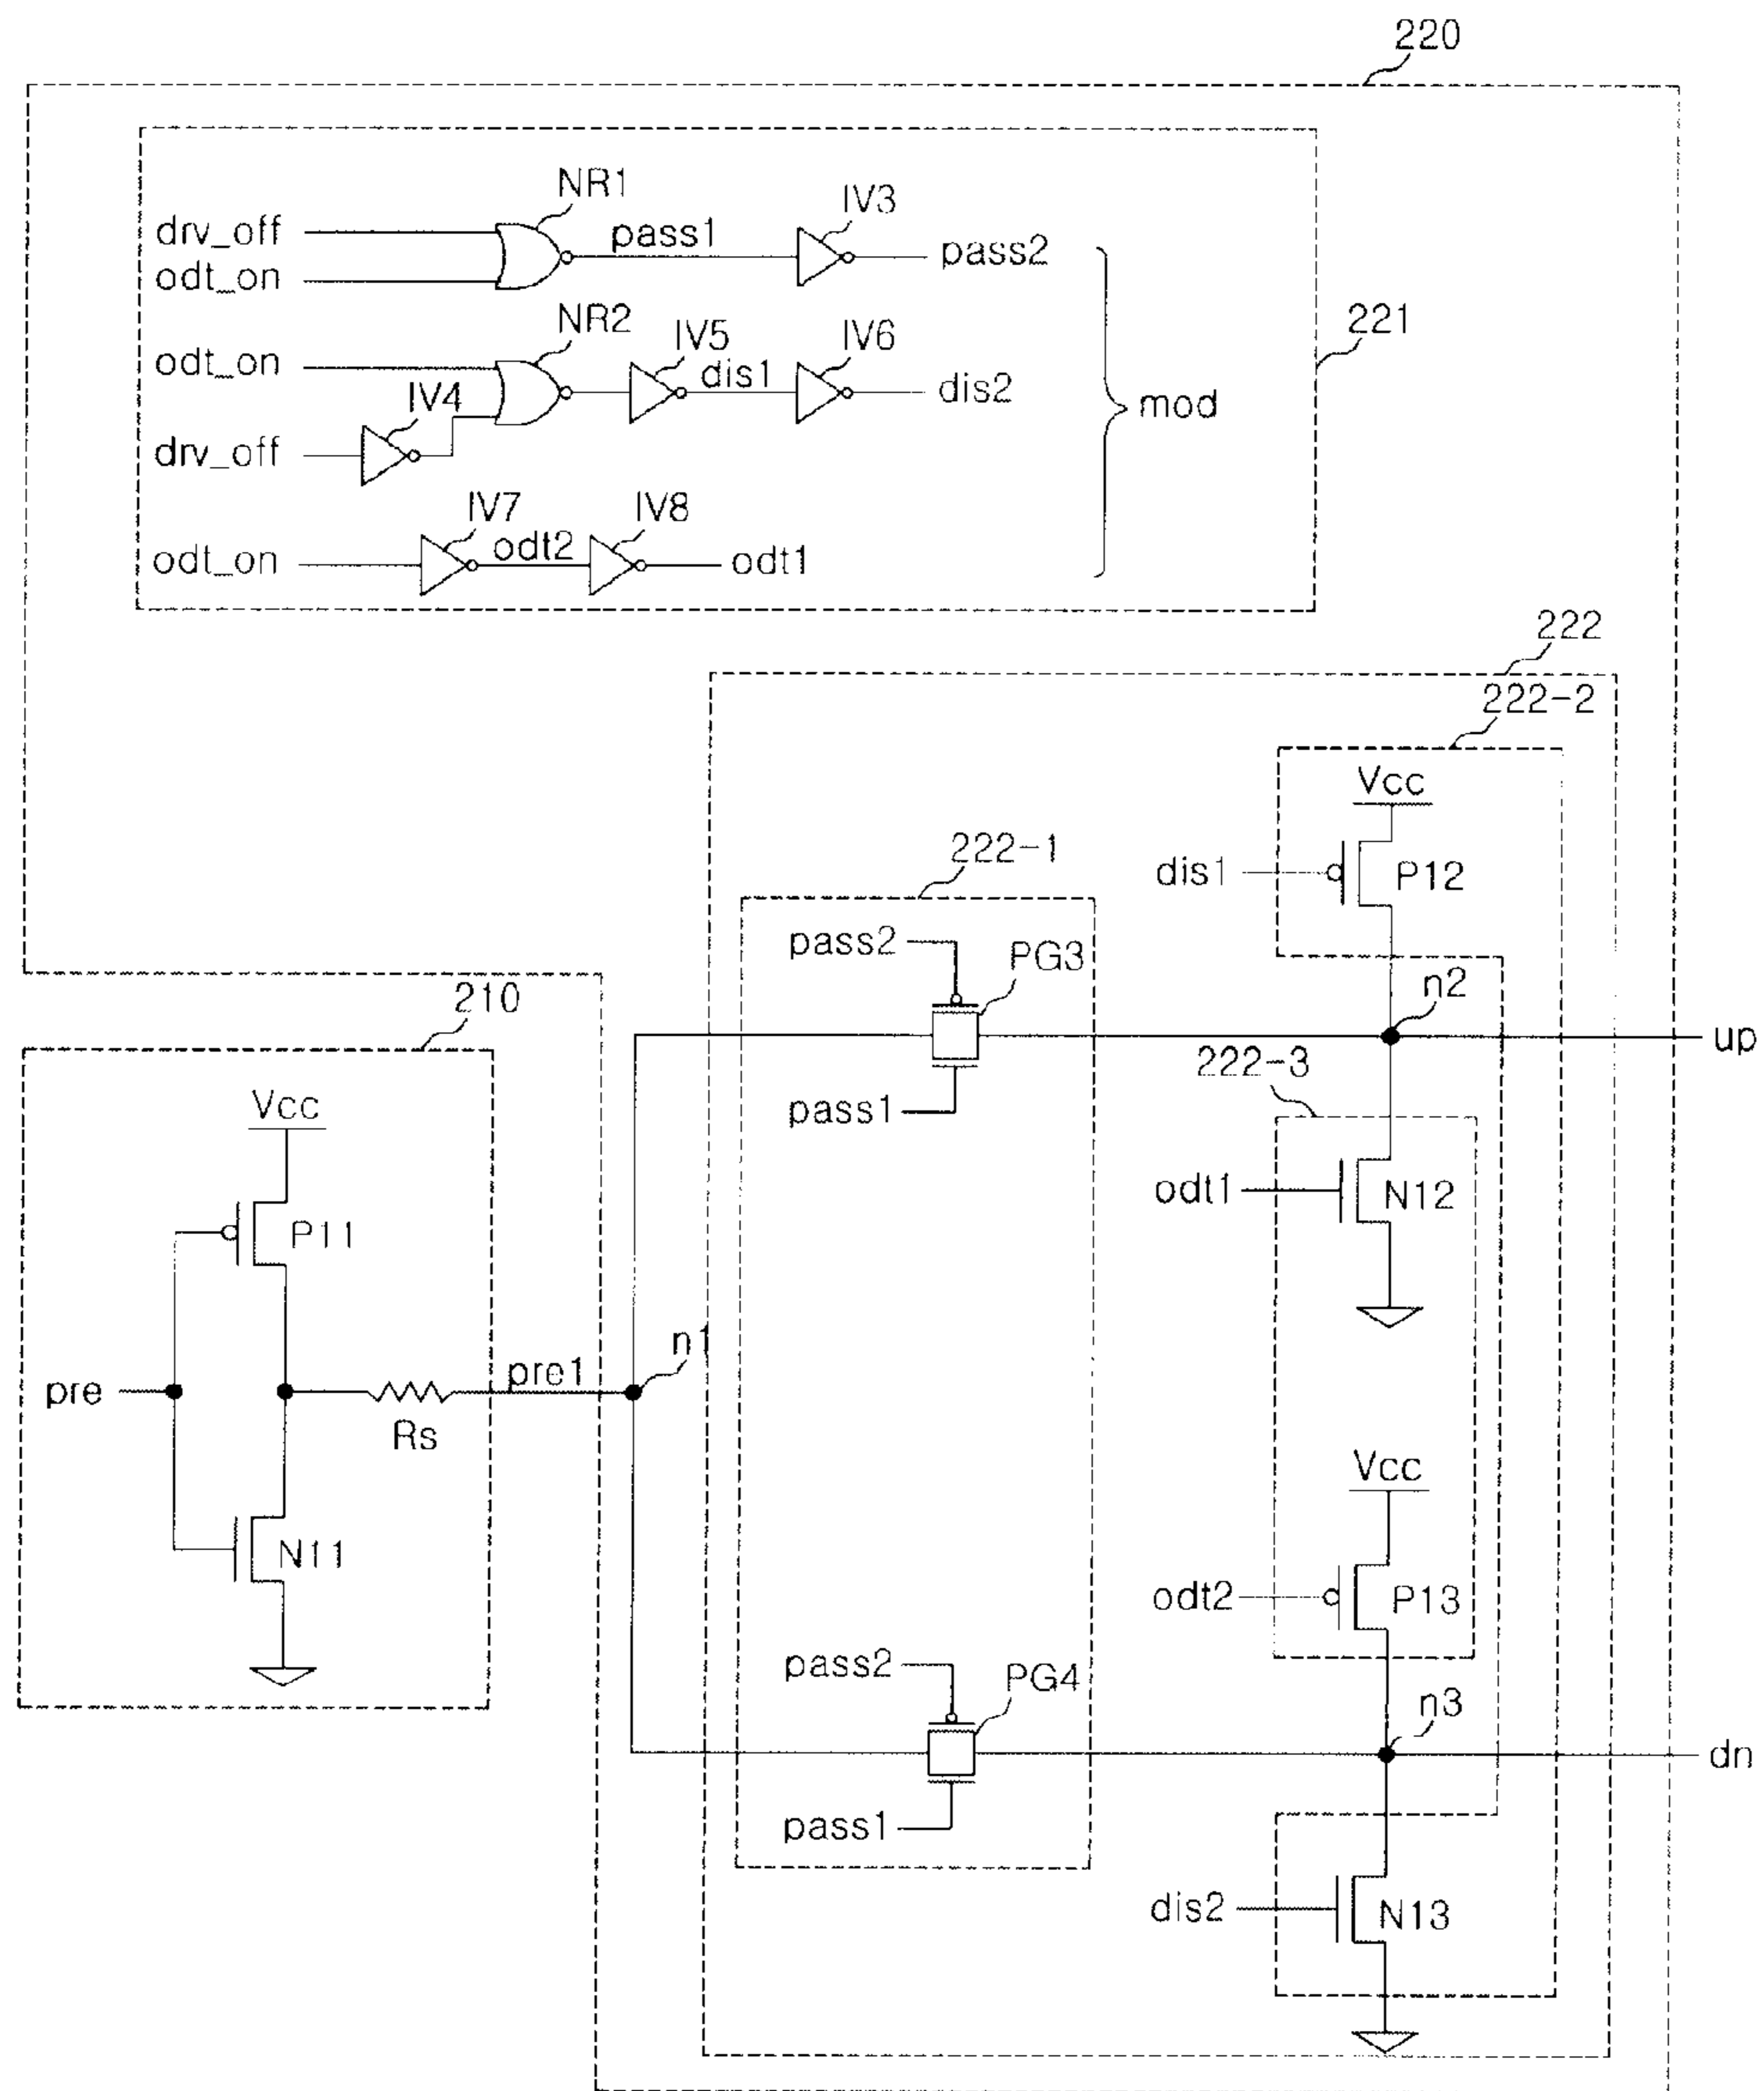 220
NR1
IV3
drv_off
pass1
pass2
odt_on
NR2
IV5
IV6
221
odt_on
dis1
dis2
mod
IV4
drv_off
IV7
IV8
odt_on
odt2
odt1
222
222-2
Vcc
222-1
dis1
P12
pass2
PG3
n2
210
up
222-3
Vcc
pass1
odt1
N12
P11
n1
pre1
pre
Rs
Vcc
N11
odt2
P13
pass2
PG4
n3
dn
pass1
dis2
N13